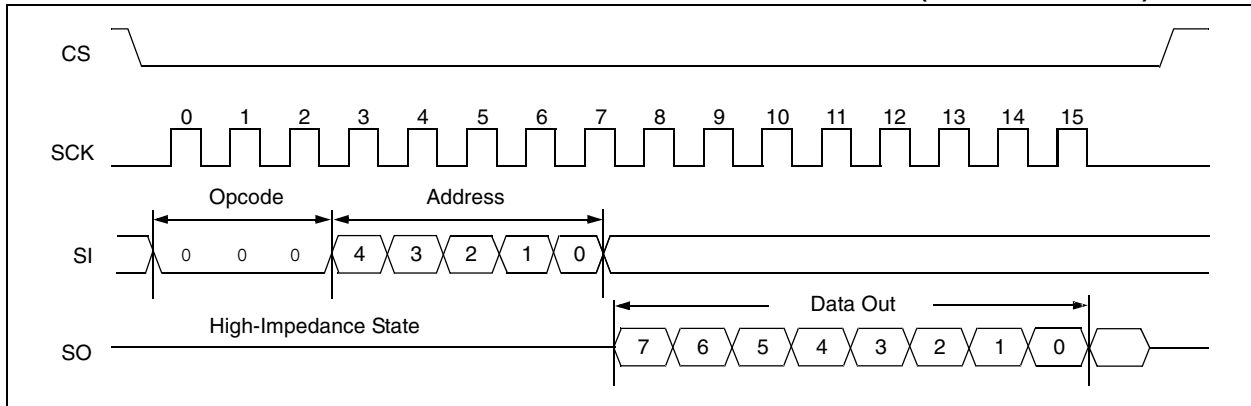 CS
0 1 2 3 4 5 6 7 8 9 10 11 12 13 14 15
SCK
Opcode Address
SI 0 0 0 4 3 2 1 0
Data Out
High-Impedance State
SO 7 6 5 4 3 2 1 0